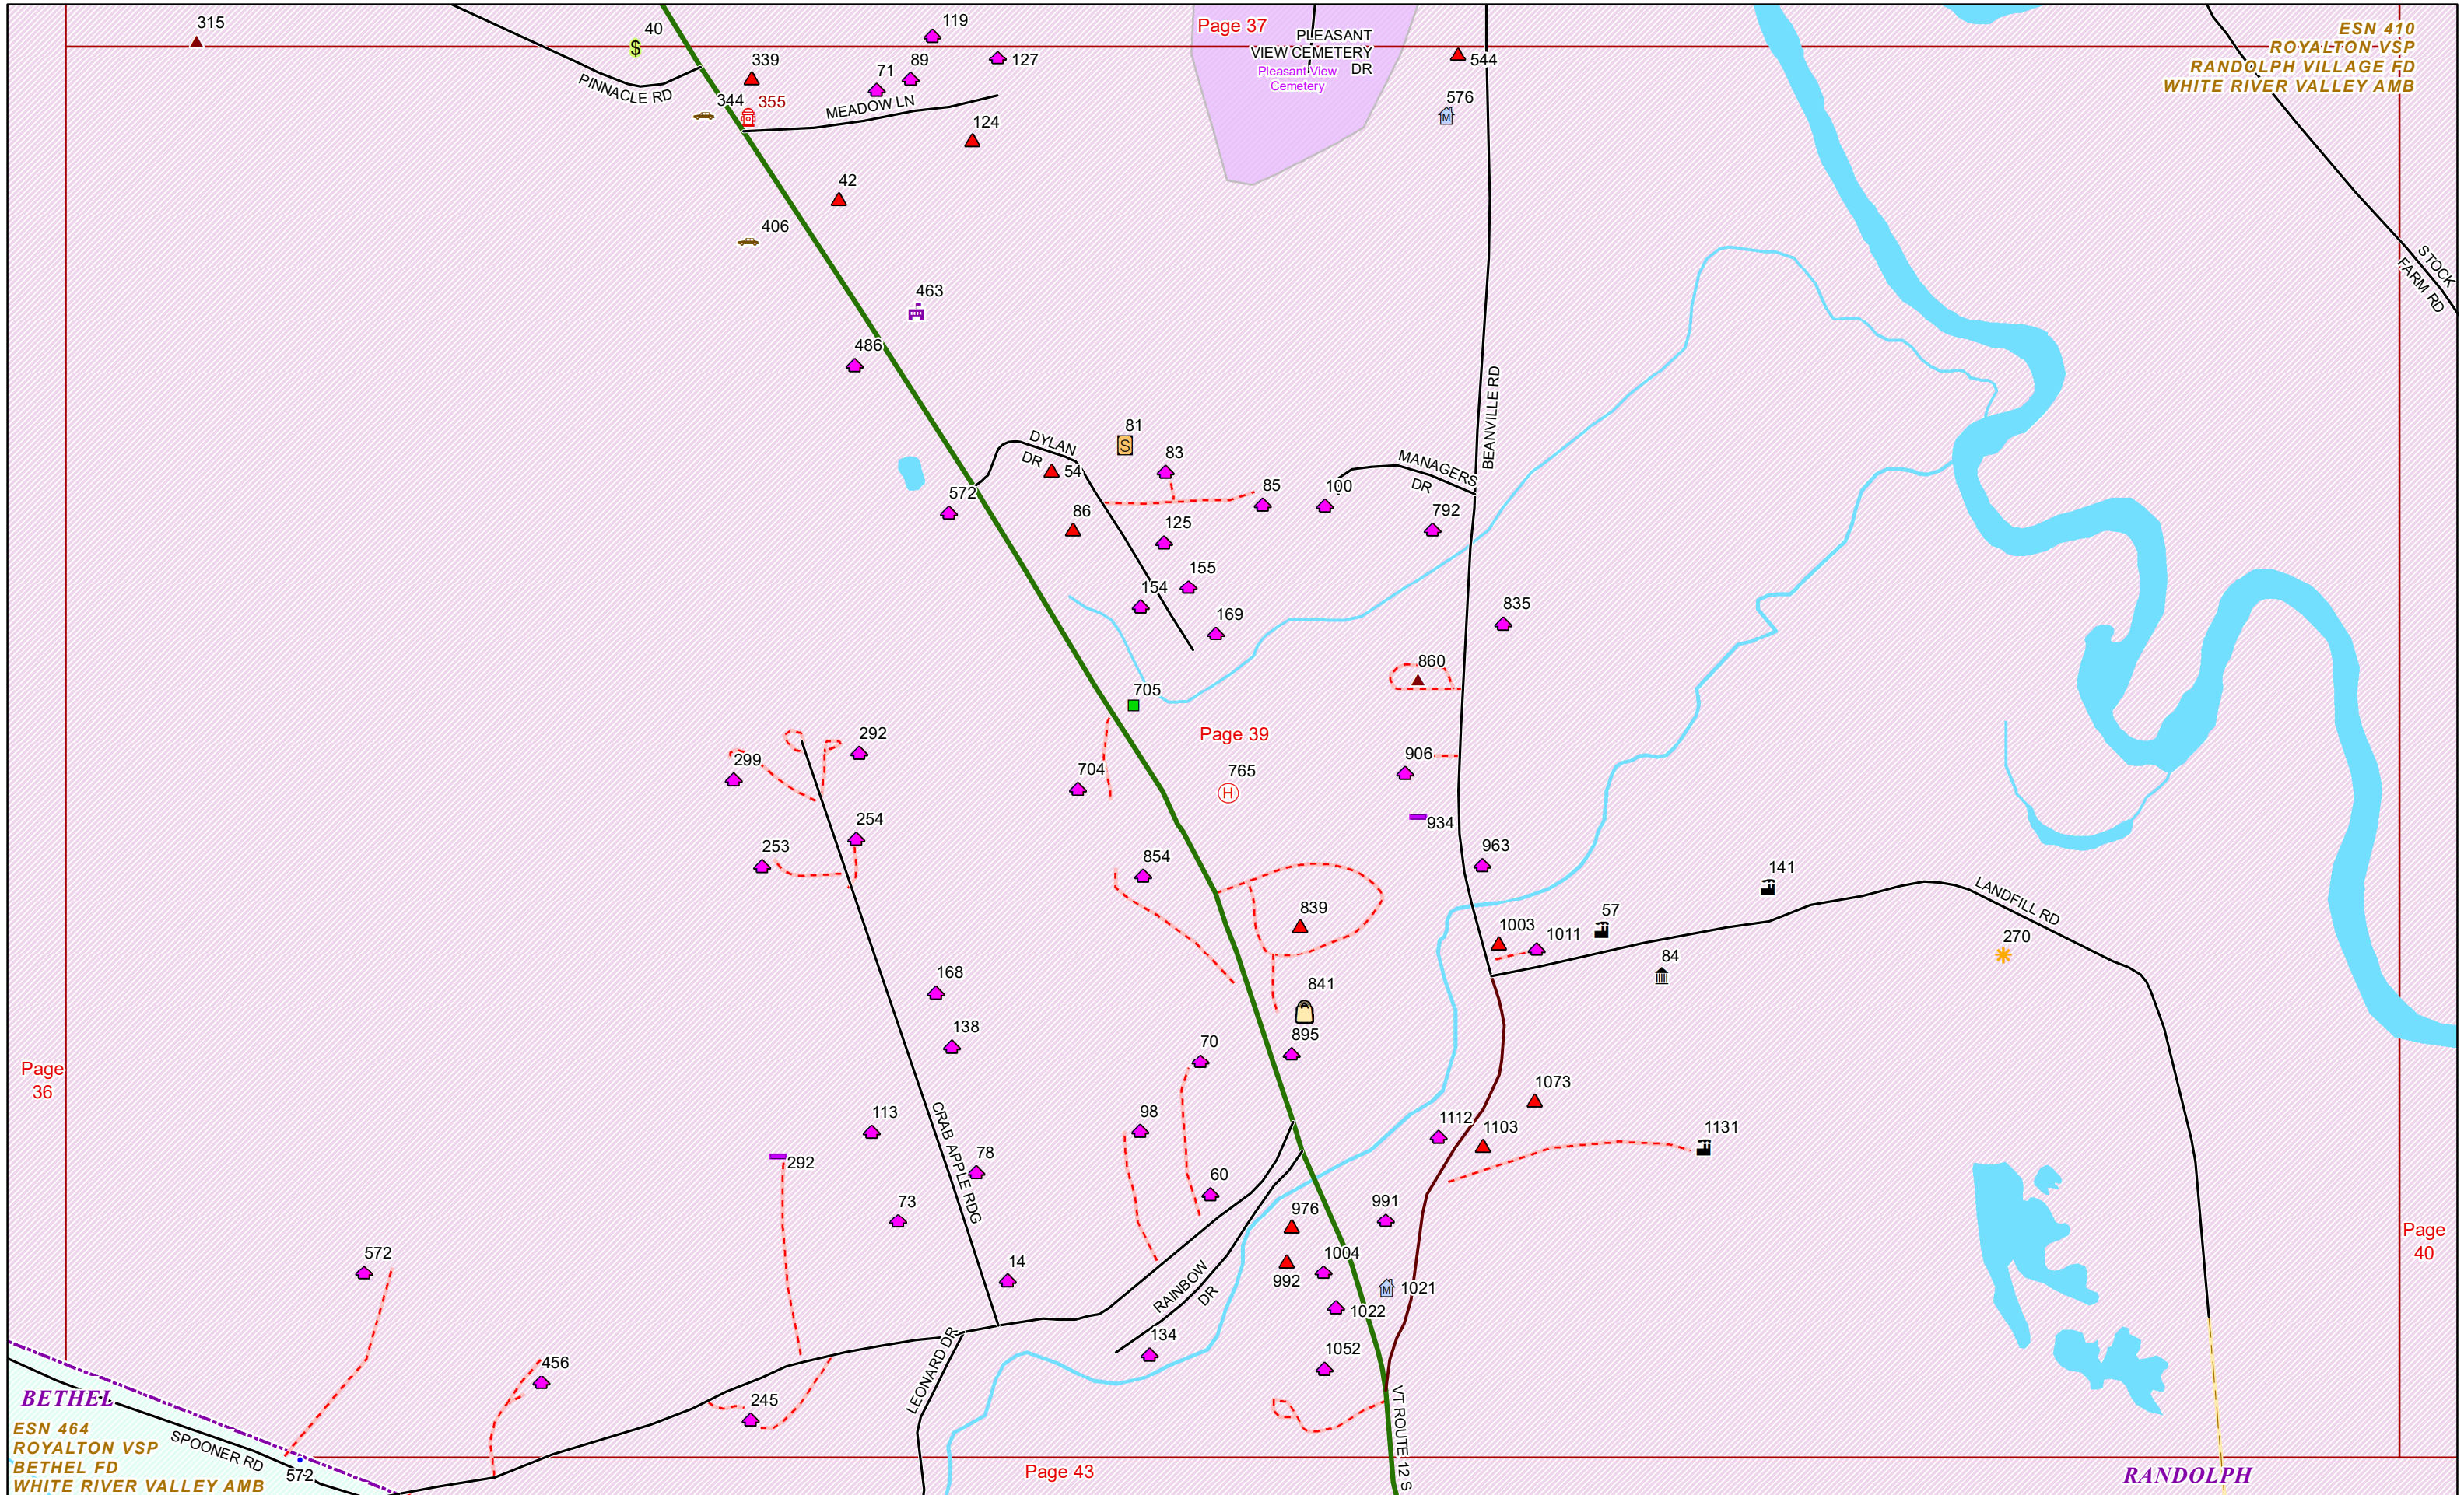 315
40
119
Page 37
PLEASANT
VIEW CEMETERY
DR
Pleasant View
Cemetery
ESN 410
ROYALTON VSP
RANDOLPH VILLAGE FD
WHITE RIVER VALLEY AMB
PINNACLE RD
339
71
89
127
544
344
355
MEADOW LN
576
124
42
406
STOCK
FARM RD
463
486
BEANVILLE RD
DYLAN
DR
54
81
83
MANAGERS
DR
572
85
100
86
125
792
155
154
169
835
860
705
Page 39
292
299
704
765
906
254
934
253
854
963
141
LANDFILL RD
839
57
1003
1011
270
84
168
841
138
895
70
Page
36
1073
113
98
1112
1103
1131
CRAB APPLE RDG
292
78
60
73
976
991
Page
40
572
14
1004
992
RAINBOW
DR
1021
1022
134
1052
LEONARD DR
456
BETHEL
245
VT ROUTE 12 S
ESN 464
ROYALTON VSP
BETHEL FD
WHITE RIVER VALLEY AMB
SPOONER RD
572
Page 43
RANDOLPH
S
M
H
M
$